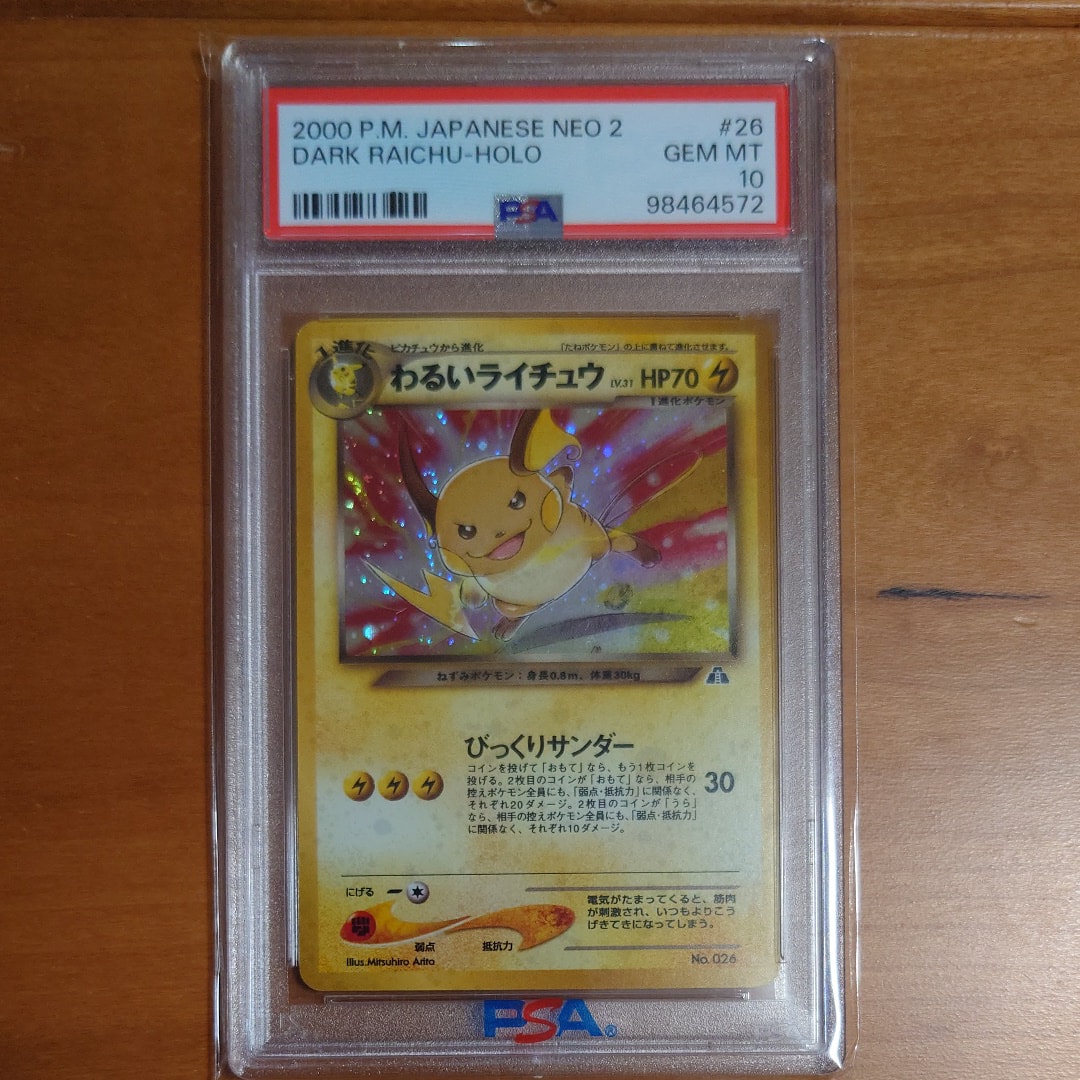 2000 P.M. JAPANESE NEO 2 #26
DARK RAICHU-HOLO GEM MT
10
PSA 98464572
1進化 ピカチュウから進化 「たねポケモン」の上に重ねて進化させます。
わるいライチュウ LV.31 HP70
1進化ポケモン
ねずみポケモン：身長0.8m、体重30kg
びっくりサンダー
コインを投げて「おもて」なら、もう1枚コインを
投げる。2枚目のコインが「おもて」なら、相手の
控えポケモン全員にも、「弱点・抵抗力」に関係なく、 30
それぞれ20ダメージ。2枚目のコインが「うら」
なら、相手の控えポケモン全員にも、「弱点・抵抗力」
に関係なく、それぞれ10ダメージ。
にげる
電気がたまってくると、筋肉
が刺激され、いつもよりこう
げきてきになってしまう。
弱点 抵抗力
illus.Mitsuhiro Arita No.026
PSA®